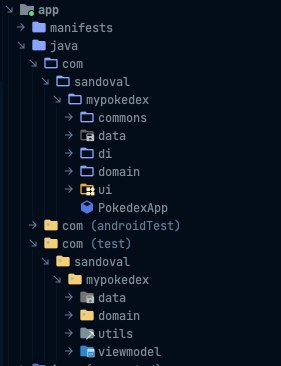 app
manifests
java
com
sandoval
mypokedex
commons
data
di
domain
ui
PokedexApp
com (androidTest)
com (test)
sandoval
mypokedex
data
domain
utils
viewmodel